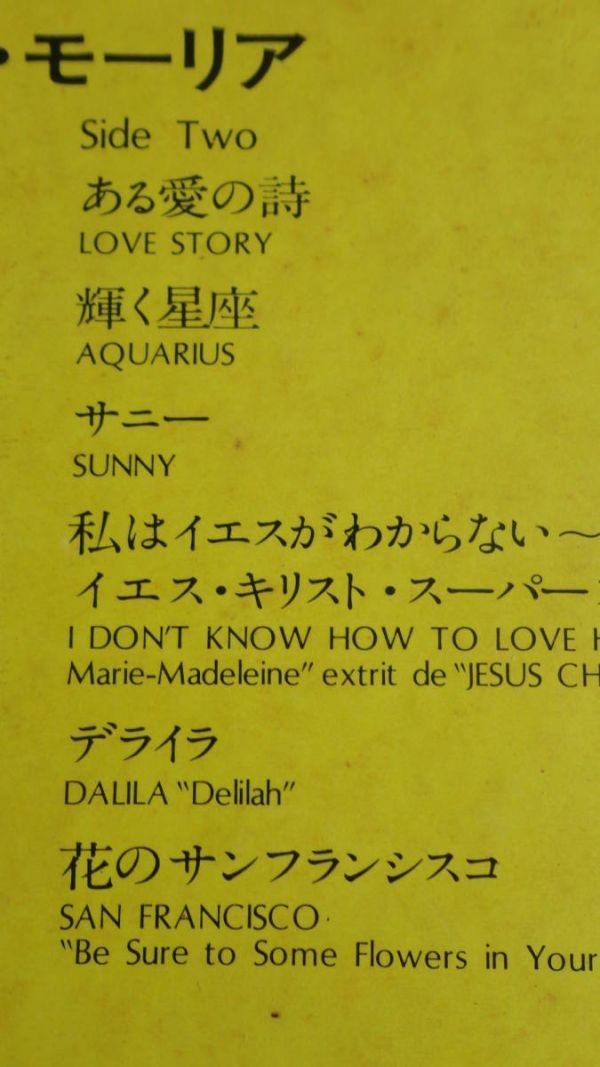 ・モーリア
Side Two
ある愛の詩
LOVE STORY
輝く星座
AQUARIUS
サニー
SUNNY
私はイエスがわからない～
イエス・キリスト・スーパー
I DON'T KNOW HOW TO LOVE H
Marie-Madeleine" extrit de "JESUS CH
デライラ
DALILA "Delilah"
花のサンフランシスコ
SAN FRANCISCO
"Be Sure to Some Flowers in Your